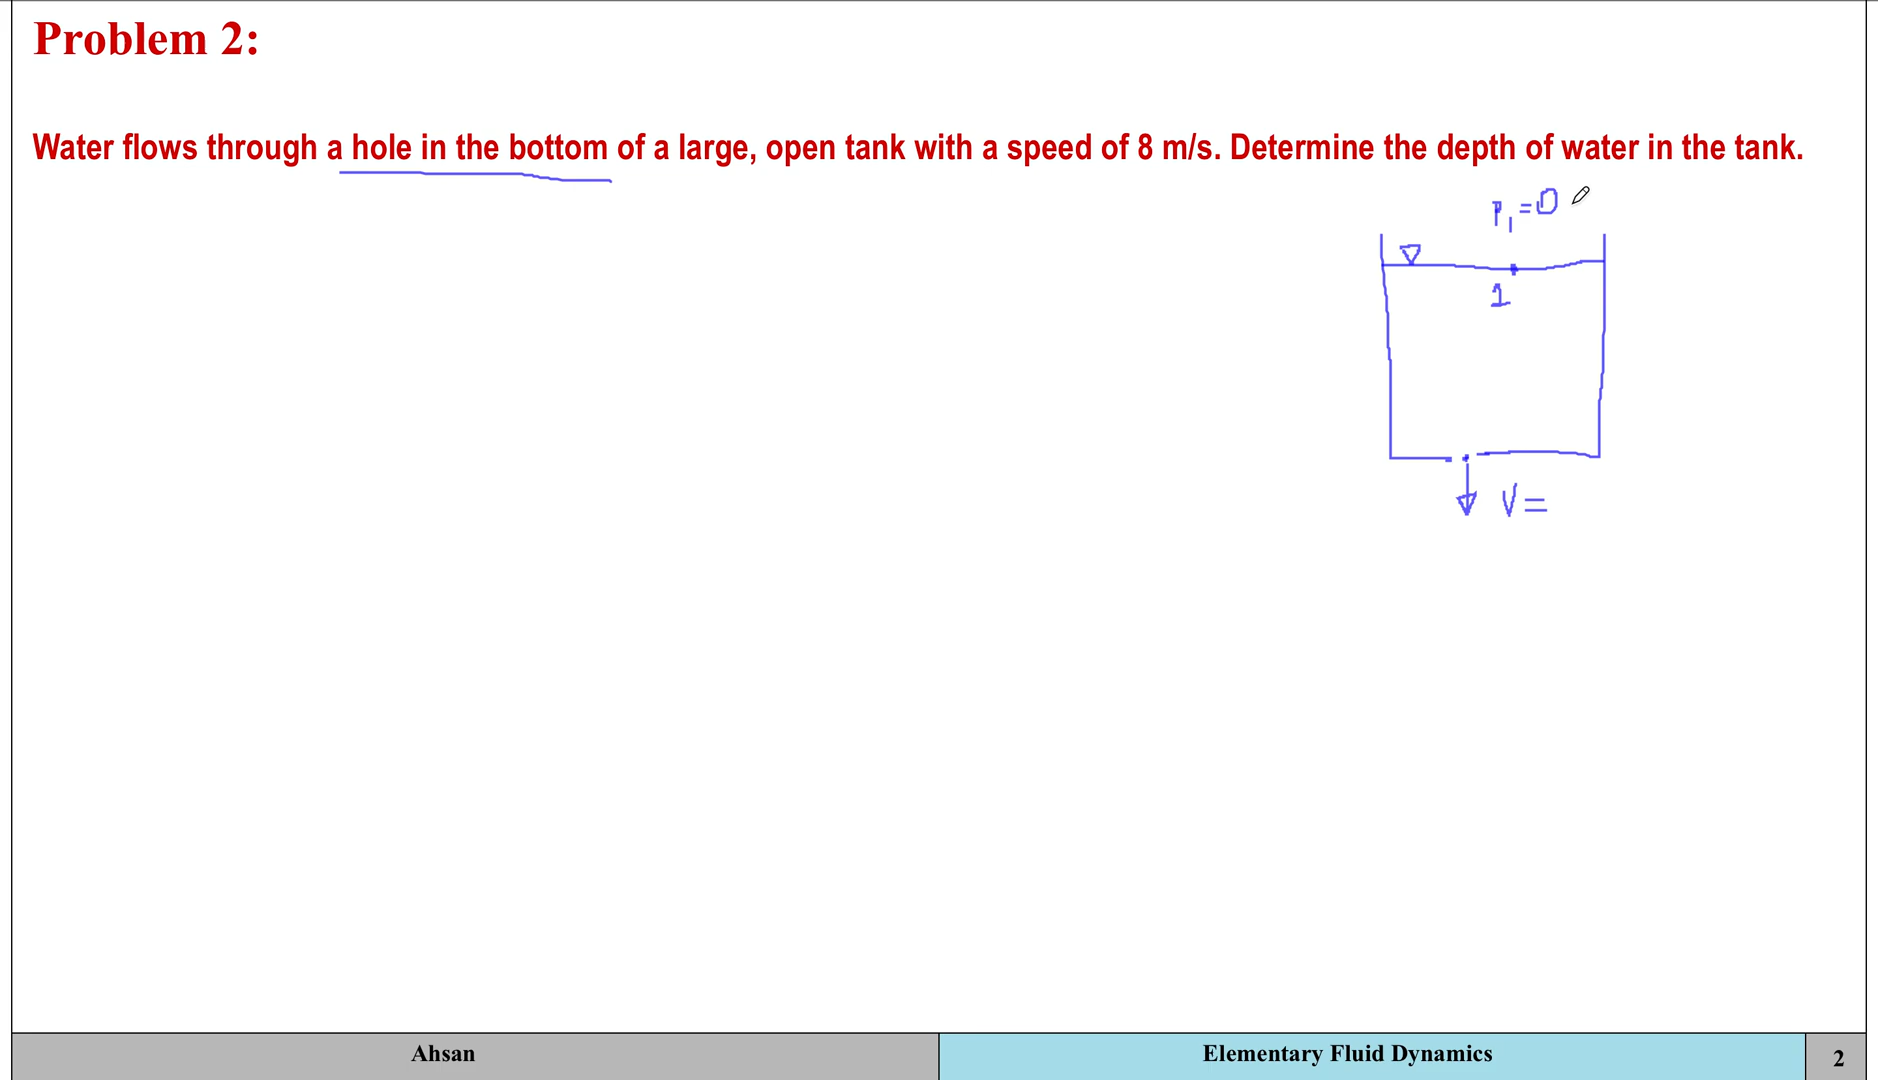 Problem 2:
Water flows through a hole in the bottom of a large, open tank with a speed of 8 m/s. Determine the depth of water in the tank.
P₁=0
1
V=
Ahsan
Elementary Fluid Dynamics
2